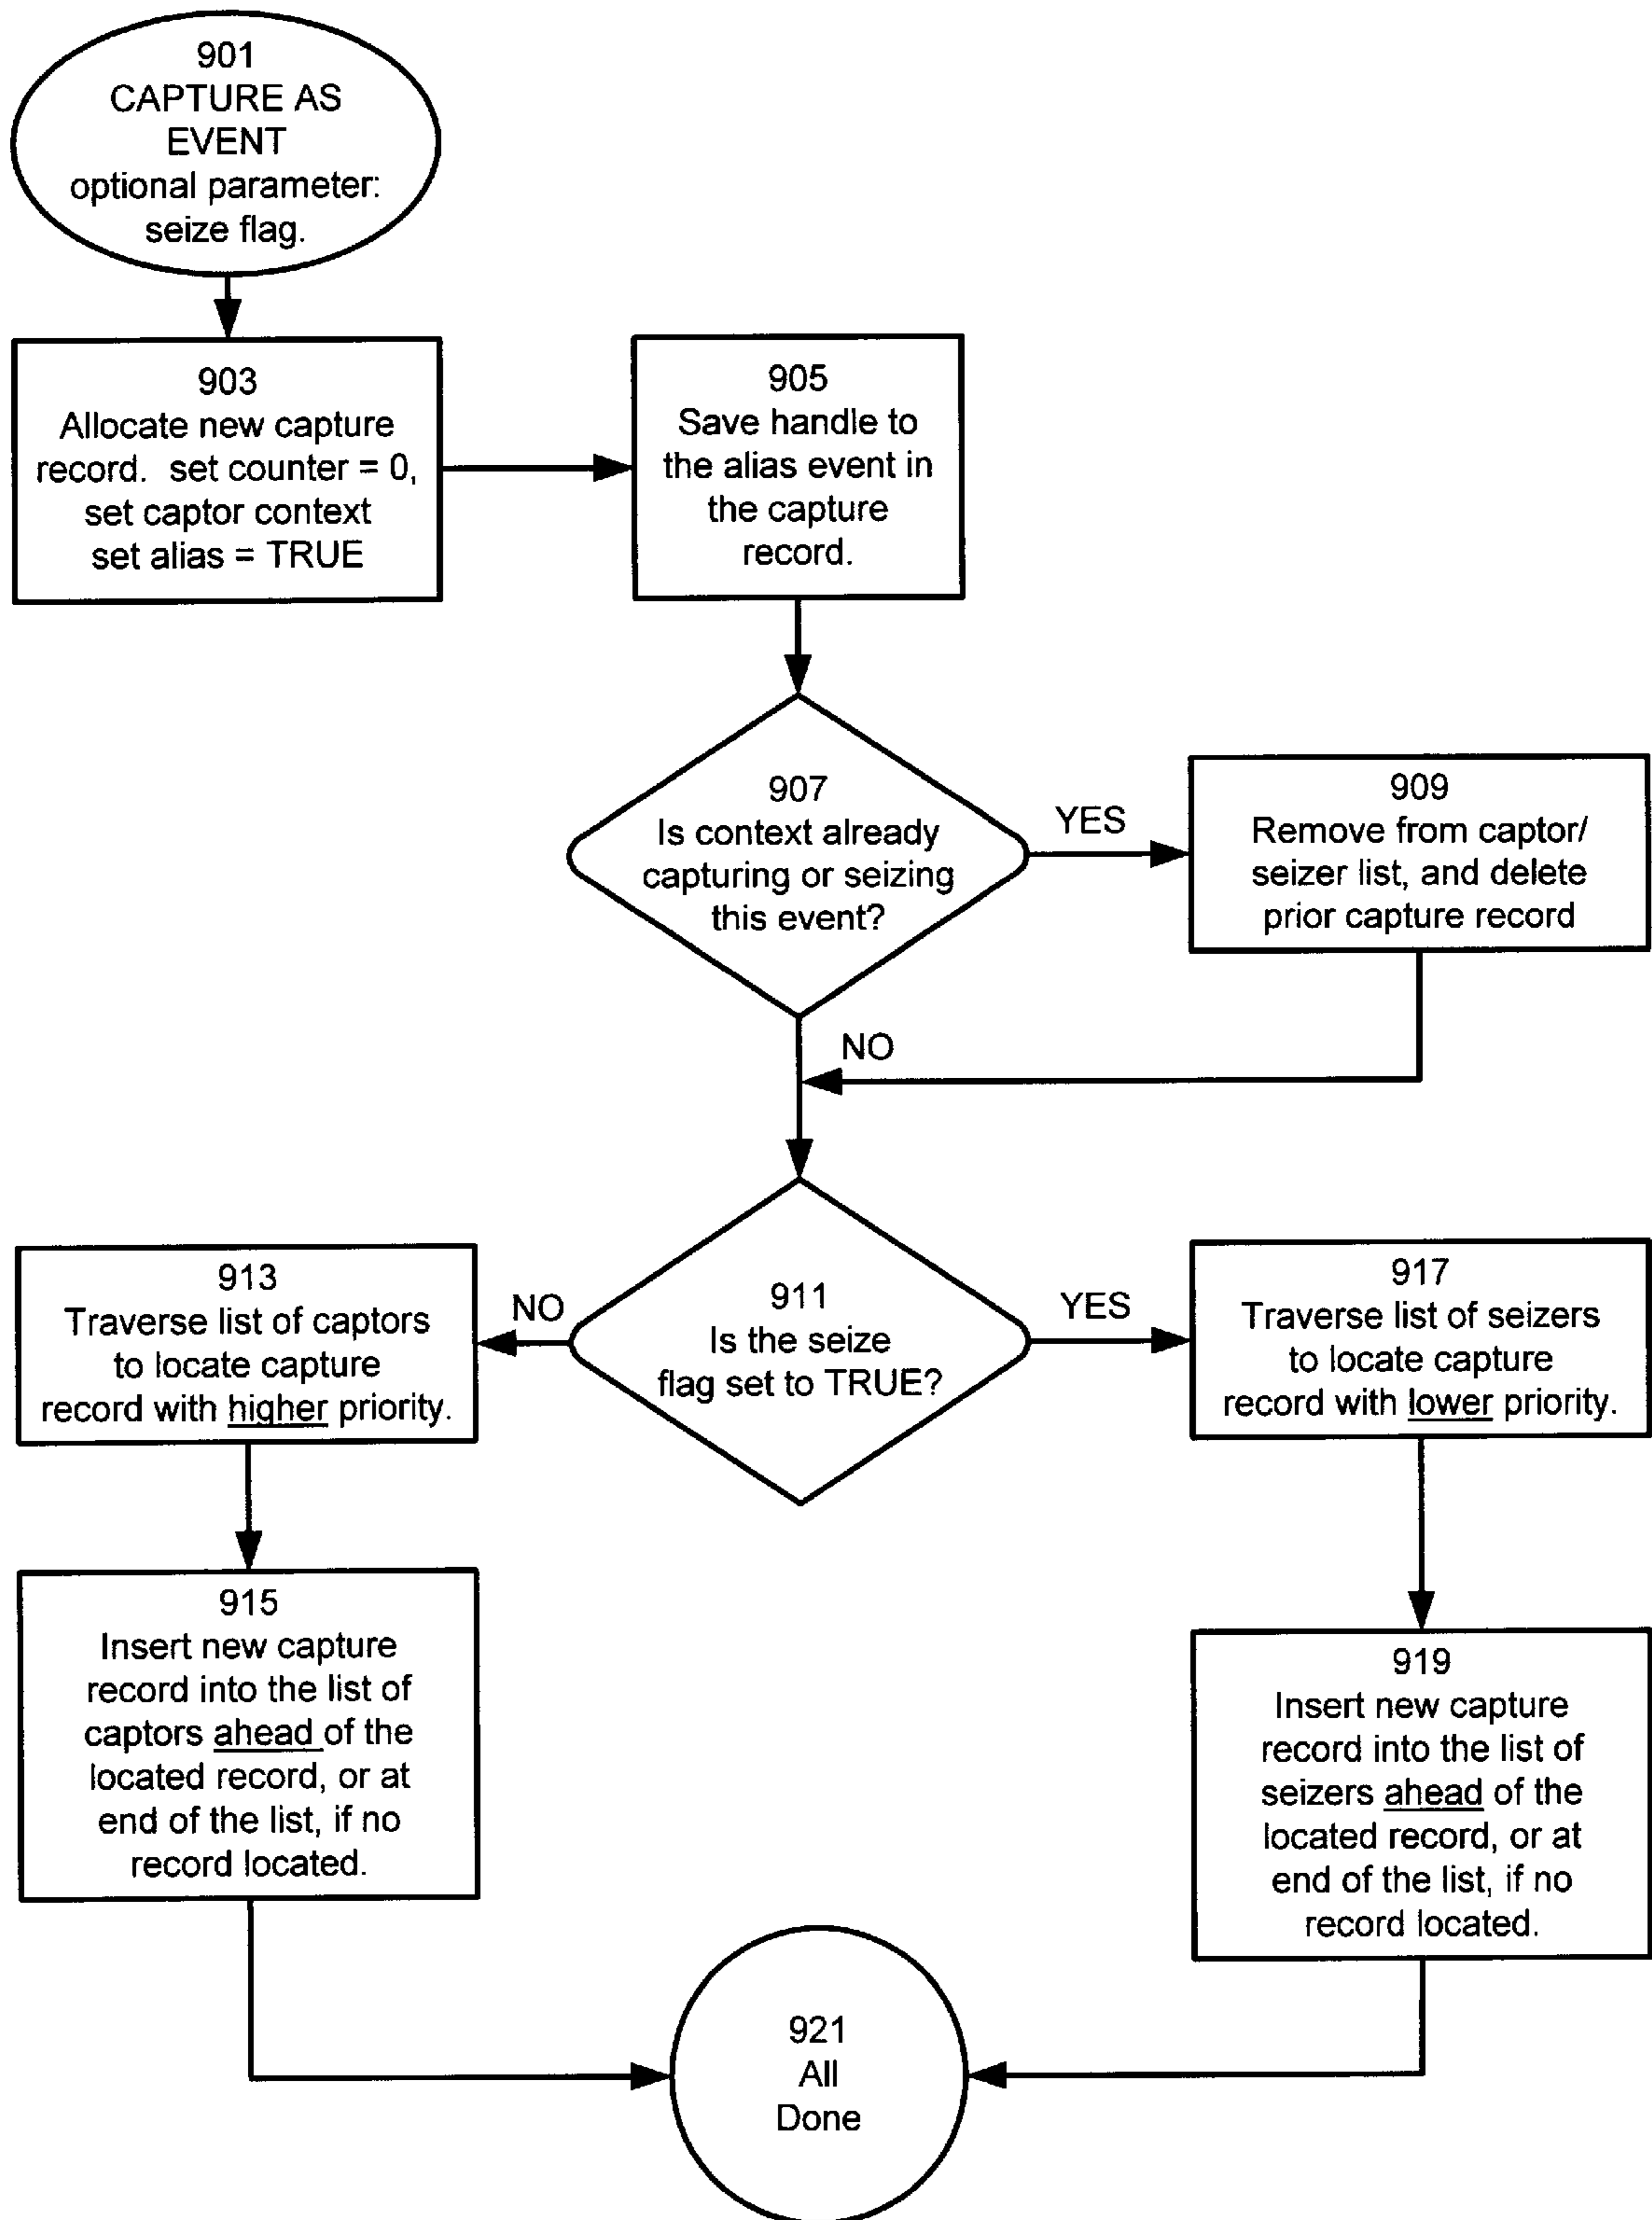 901
CAPTURE AS
EVENT
optional parameter:
seize flag.
903
Allocate new capture
record.  set counter = 0,
set captor context
set alias = TRUE
905
Save handle to
the alias event in
the capture
record.
907
Is context already
capturing or seizing
this event?
YES
909
Remove from captor/
seizer list, and delete
prior capture record
NO
911
Is the seize
flag set to TRUE?
NO
YES
913
Traverse list of captors
to locate capture
record with higher priority.
917
Traverse list of seizers
to locate capture
record with lower priority.
915
Insert new capture
record into the list of
captors ahead of the
located record, or at
end of the list, if no
record located.
919
Insert new capture
record into the list of
seizers ahead of the
located record, or at
end of the list, if no
record located.
921
All
Done